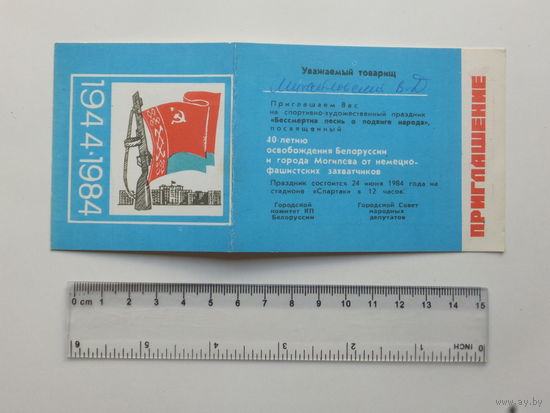 1944·1984
Уважаемый товарищ
Приглашаем Вас
на спортивно-художественный праздник
«Бессмертна песнь о подвиге народа»,
посвященный
40-летию
освобождения Белоруссии
и города Могилева от немецко-
фашистских захватчиков
Праздник состоится 24 июня 1984 года на
стадионе «Спартак» в 12 часов.
Городской
комитет КП
Белоруссии
Городской Совет
народных
депутатов
ПРИГЛАШЕНИЕ
0 cm 1 2 3 4 5 6 7 8 9 10 11 12 13 14 15
6 5 4 3 2 1 INCH 0
www.ay.by